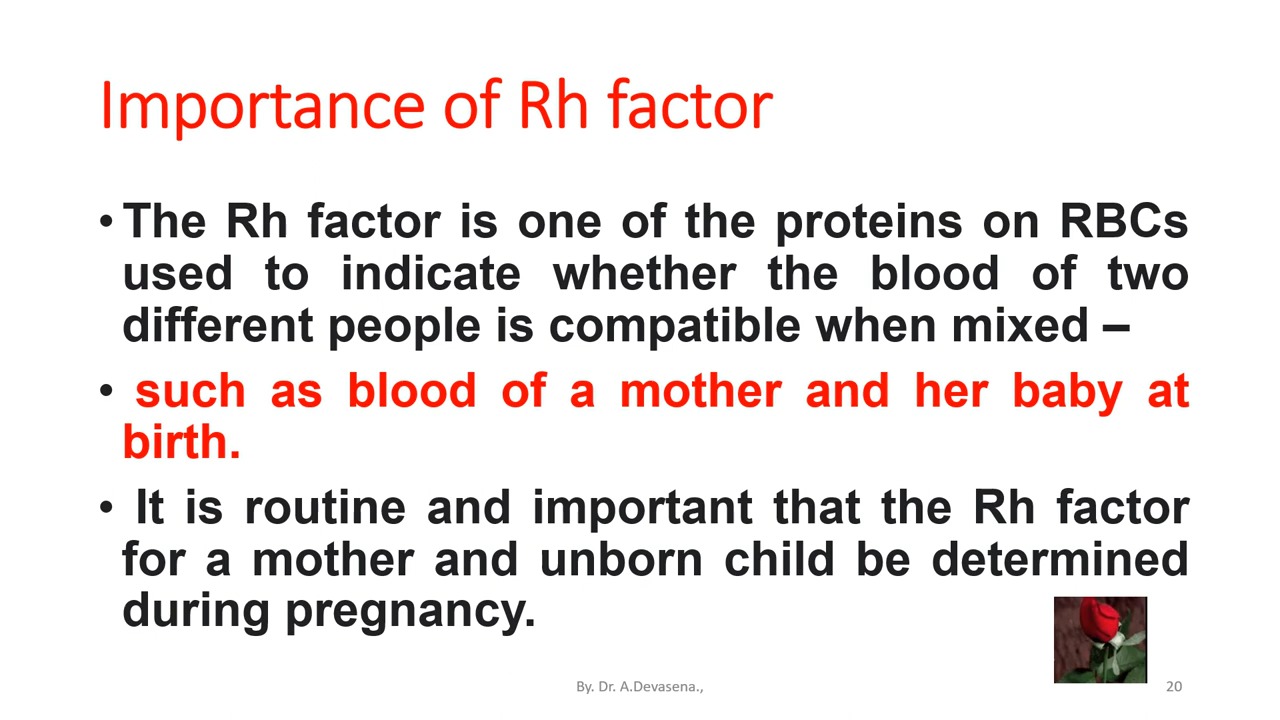 Importance of Rh factor
• The Rh factor is one of the proteins on RBCs
used to indicate whether the blood of two
different people is compatible when mixed –
• such as blood of a mother and her baby at
birth.
• It is routine and important that the Rh factor
for a mother and unborn child be determined
during pregnancy.
By. Dr. A.Devasena.,
20